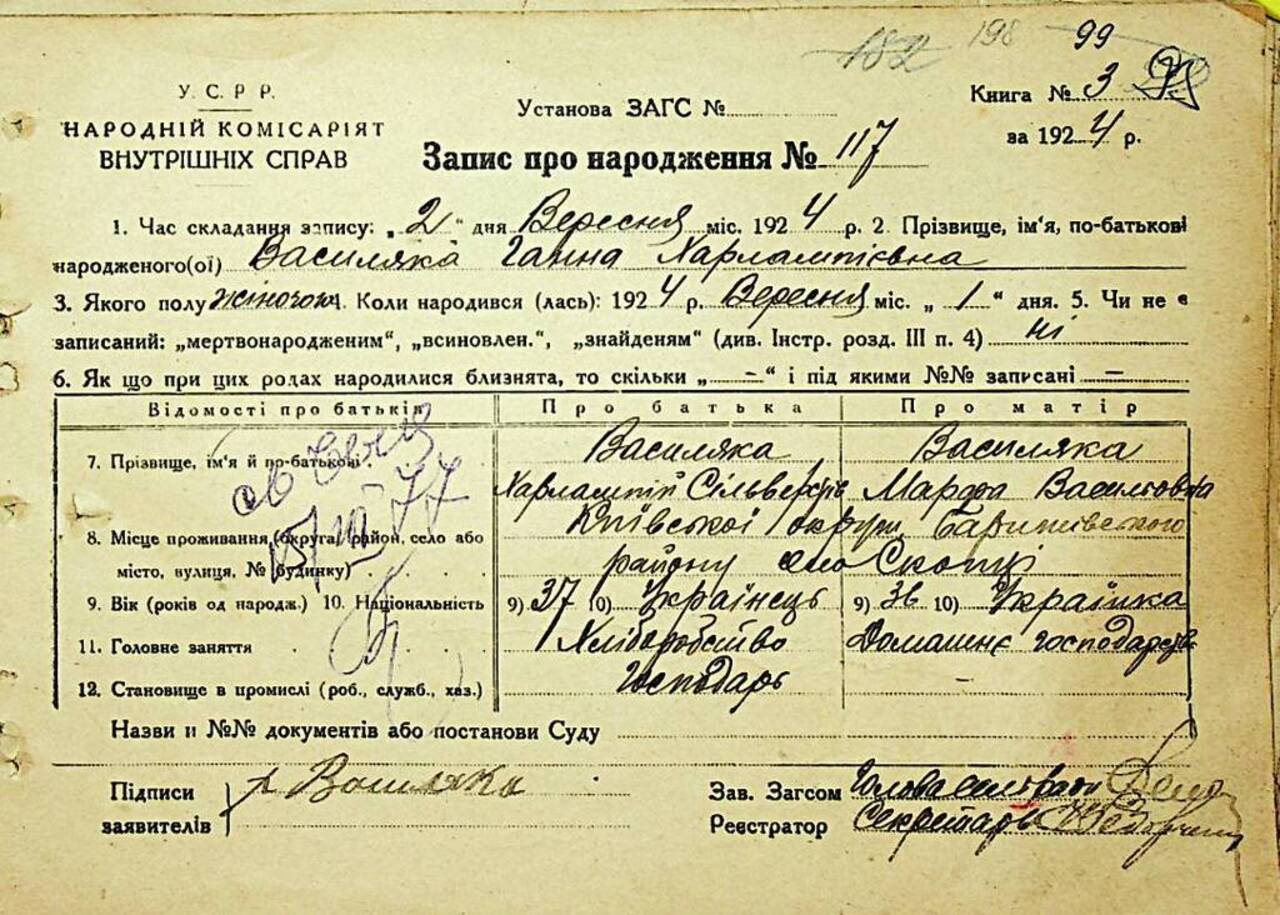 182 198 99
У. С. Р Р.
НАРОДНІЙ КОМІСАРІЯТ
ВНУТРІШНІХ СПРАВ
Установа ЗАГС №
Книга № 3
за 1924 р.
Запис про народження № 117
1. Час складання запису: „2“ дня Вересня міс. 1924 р. 2. Прізвище, ім'я, по-батькові
народженого(ої) Василяка Ганна Харлампієвна
3. Якого полу жіночого 4. Коли народився (лась): 1924 р. Вересня міс. „1“ дня. 5. Чи не є
записаний: „мертвонародженим“, „всиновлен.“, „знайденям“ (див. Інстр. розд. III п. 4) ні
6. Як що при цих родах народилися близнята, то скільки „—“ і під якими №№ записані —
Відомості про батьків Про батька Про матір
7. Прізвище, ім'я й по-батькові. Василяка Василяка
Харлампій Марфа Василовна
8. Місце проживання (округа, район, село або Київської округи Баришівського
місто, вулиця, № будинку) району село Скопці
9. Вік (років од народж.) 10. Національність 9) 37 10) Українець 9) 36 10) Українка
11. Головне заняття Хліборобство Домашнє господарств
12. Становище в промислі (роб., служб., хаз.) Господарь —
Назви и №№ документів або постанови Суду
Підписи Василяка
заявителів
Зав. Загсом Голова сельради
Реєстратор Секретарь